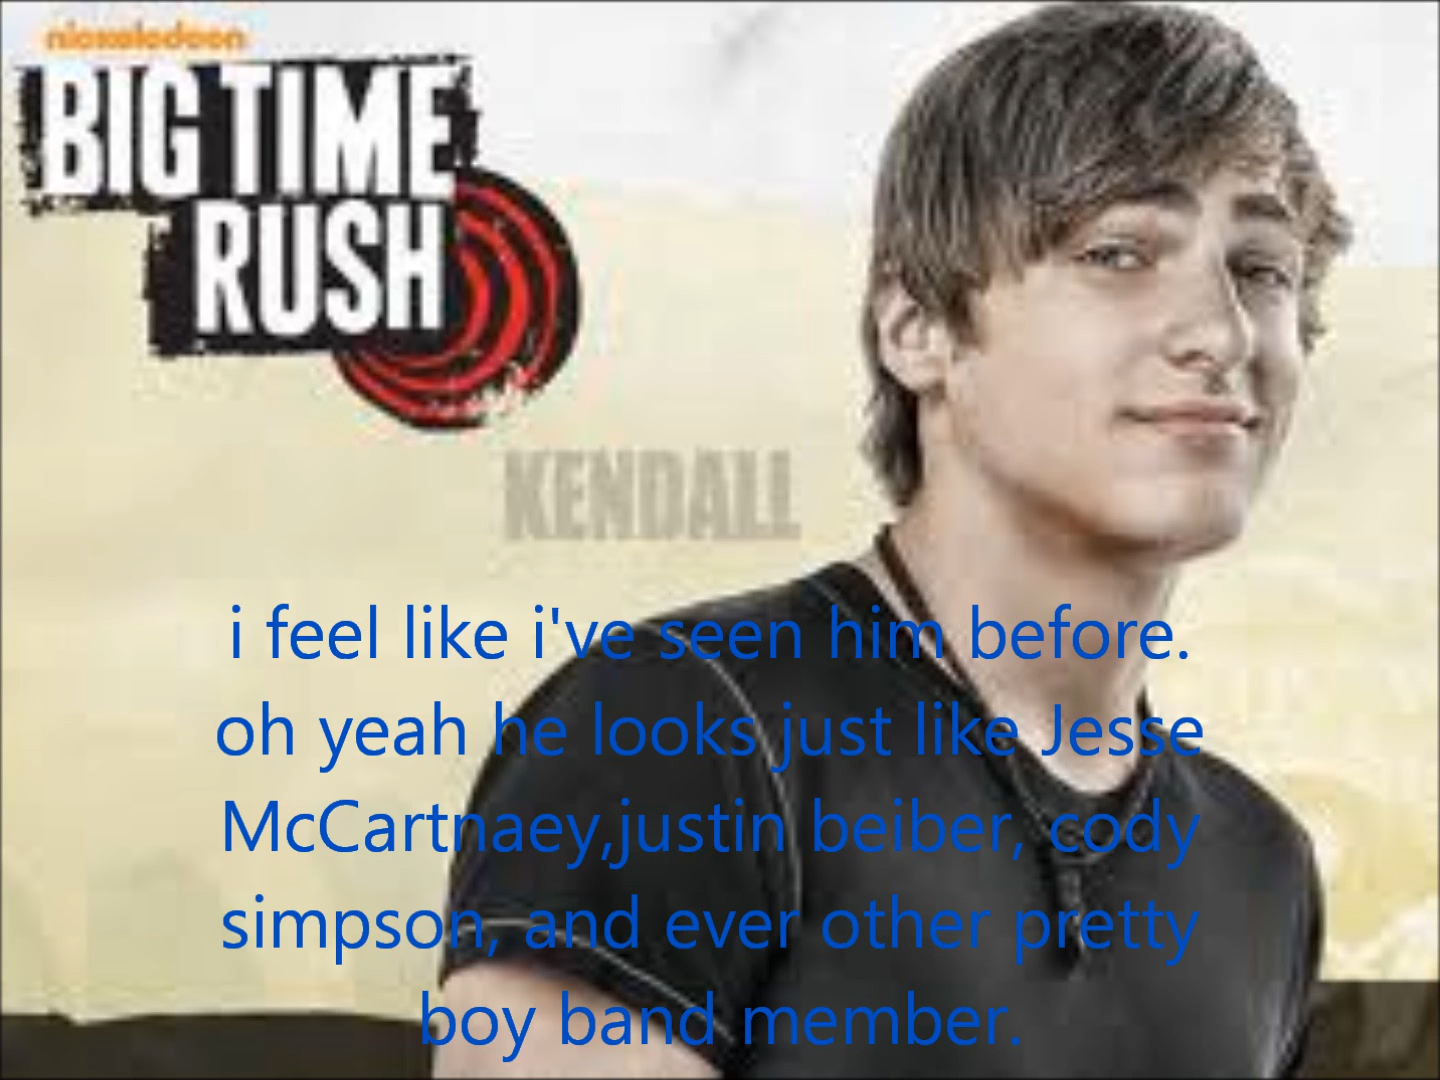 nickelodeon
BIG TIME
RUSH
KENDALL
i feel like i've seen him before.
oh yeah he looks just like Jesse
McCartnaey,justin beiber, cody
simpson, and ever other pretty
boy band member.